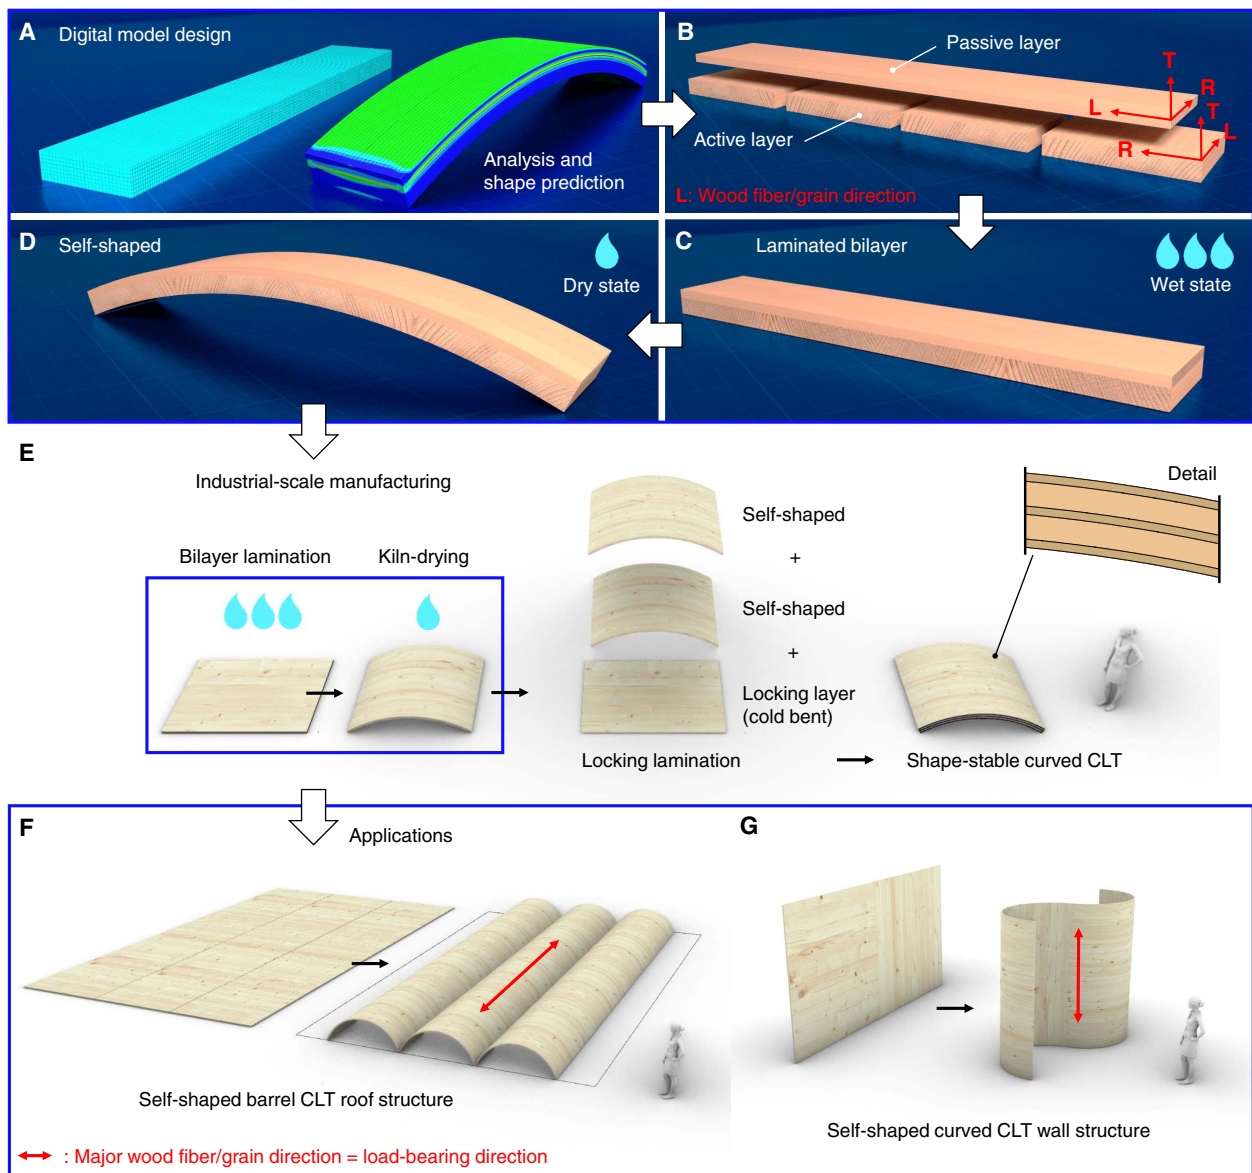 A
Digital model design
Analysis and
shape prediction
B
Passive layer
Active layer
T
R
L
T
L
R
L: Wood fiber/grain direction
D
Self-shaped
Dry state
C
Laminated bilayer
Wet state
E
Industrial-scale manufacturing
Bilayer lamination
Kiln-drying
Self-shaped
+
Self-shaped
+
Locking layer
(cold bent)
Locking lamination
Shape-stable curved CLT
Detail
F
Applications
Self-shaped barrel CLT roof structure
: Major wood fiber/grain direction = load-bearing direction
G
Self-shaped curved CLT wall structure